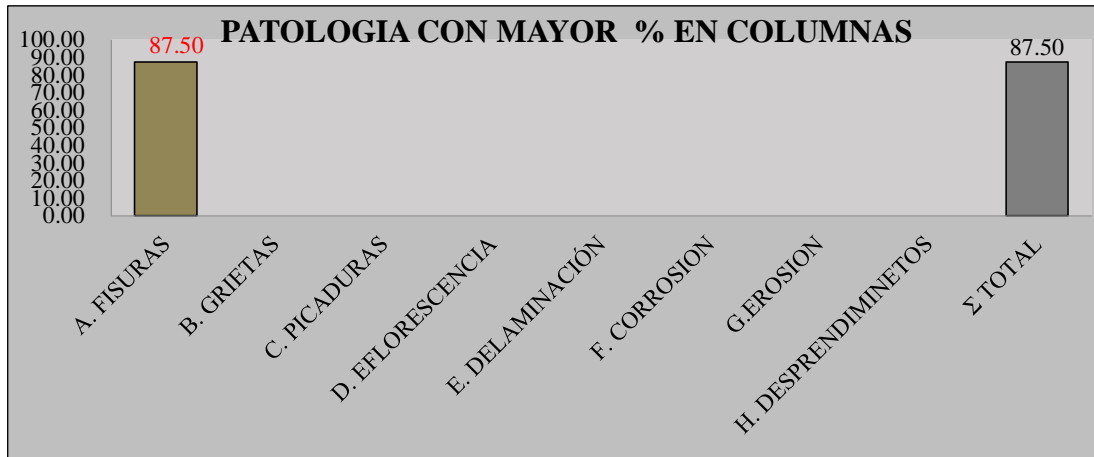 PATOLOGIA CON MAYOR % EN COLUMNAS
100.00
90.00
80.00
70.00
60.00
50.00
40.00
30.00
20.00
10.00
0.00
87.50
87.50
A. FISURAS
B. GRIETAS
C. PICADURAS
D. EFLORESCENCIA
E. DELAMINACIÓN
F. CORROSION
G.EROSION
H. DESPRENDIMINETOS
Σ TOTAL